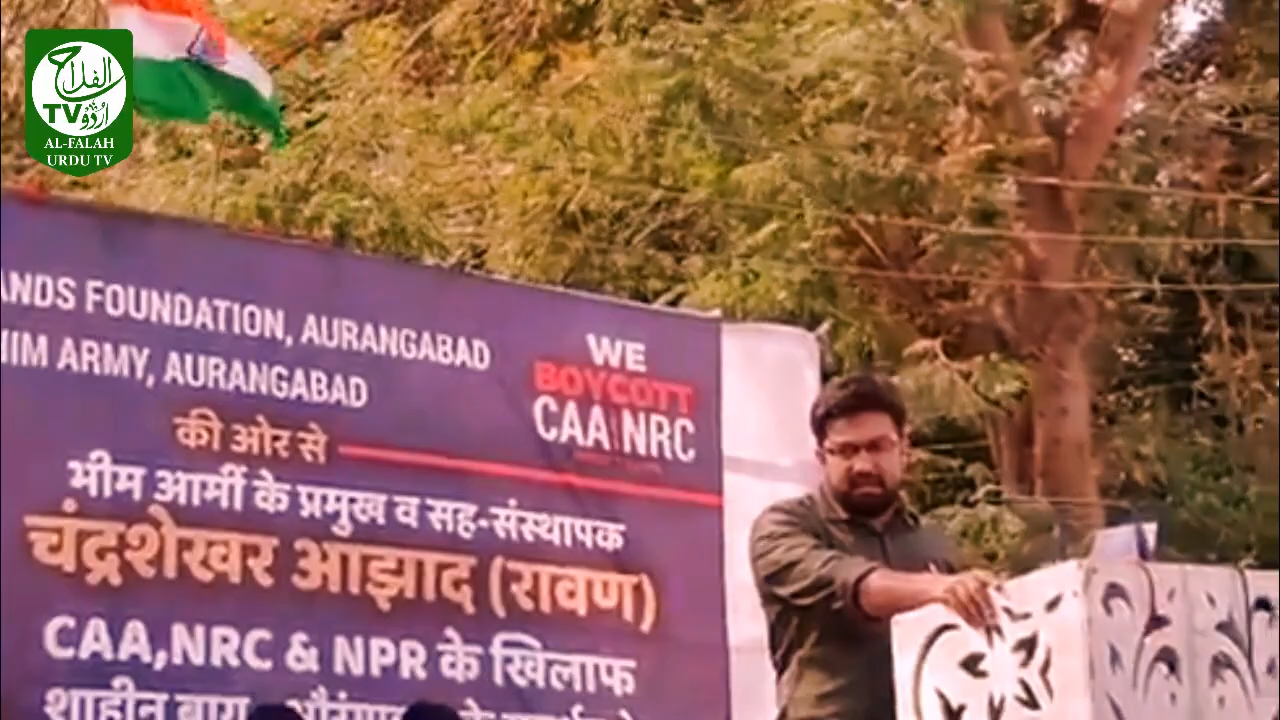 الفلاح
TV اردو
AL-FALAH
URDU TV
ANDS FOUNDATION, AURANGABAD
HIM ARMY, AURANGABAD
की ओर से
WE
BOYCOTT
CAA NRC
भीम आर्मी के प्रमुख व सह-संस्थापक
चंद्रशेखर आझाद (रावण)
CAA,NRC & NPR के खिलाफ
शाहीन बाग